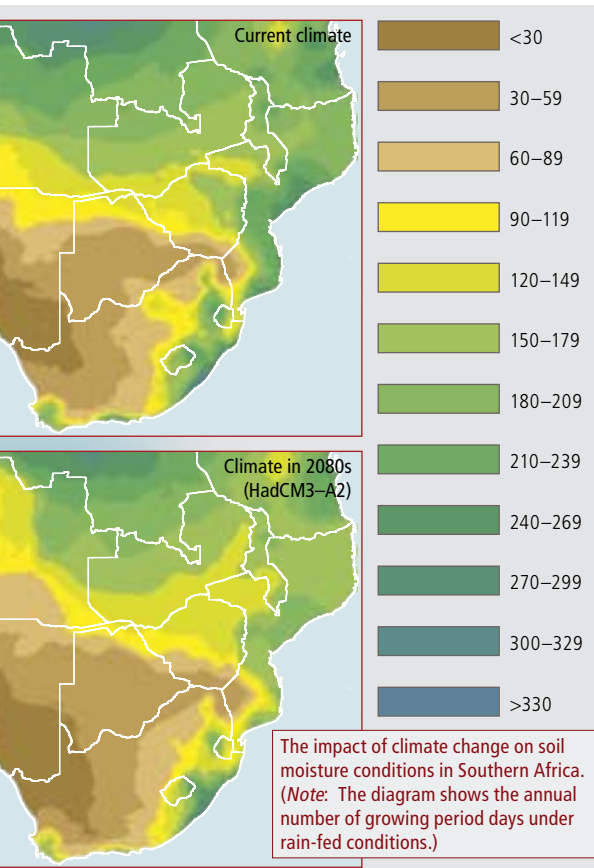 Current climate
<30
30–59
60–89
90–119
120–149
150–179
180–209
210–239
240–269
270–299
300–329
>330
Climate in 2080s
(HadCM3–A2)
The impact of climate change on soil
moisture conditions in Southern Africa.
(Note: The diagram shows the annual
number of growing period days under
rain-fed conditions.)